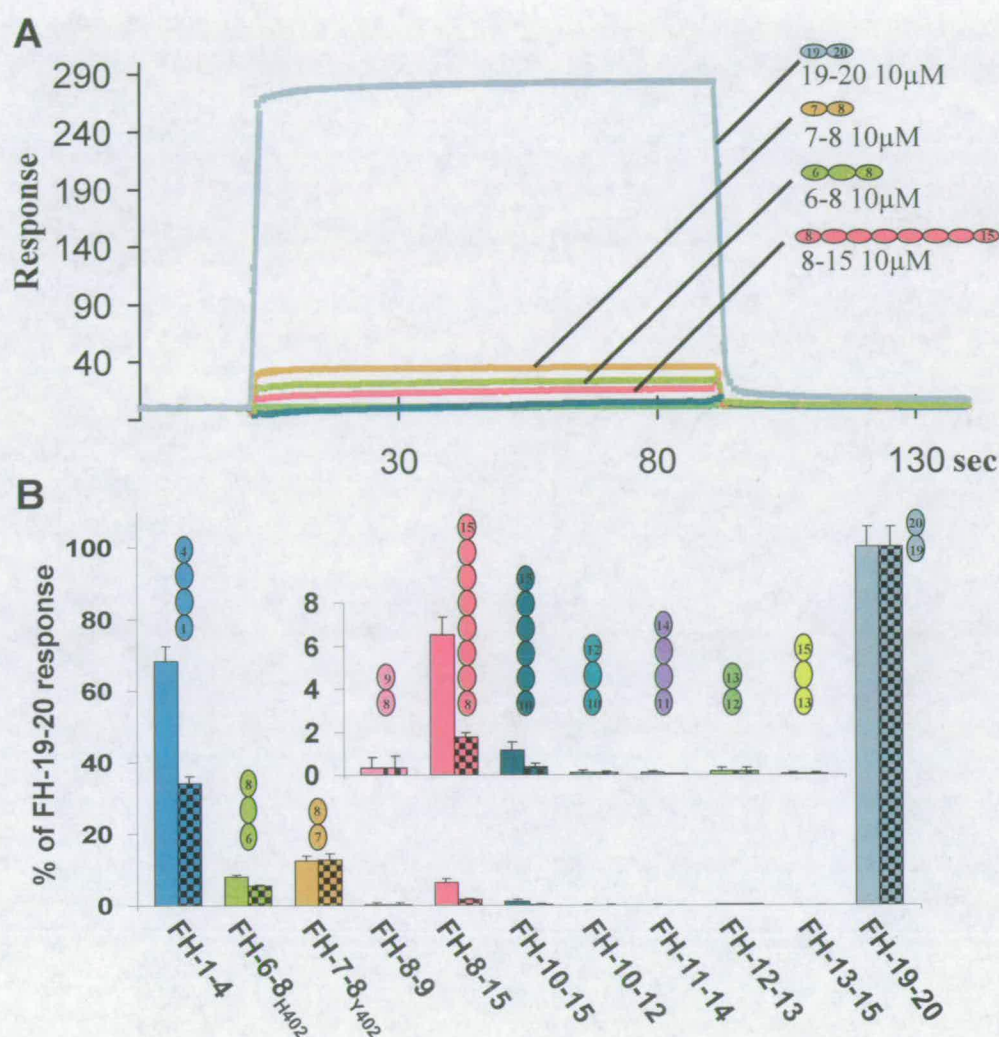 A
290
240
190
140
90
40
Response
30
80
130 sec
19 20
19-20 10µM
7 8
7-8 10µM
6 8
6-8 10µM
8 15
8-15 10µM
B
% of FH-19-20 response
100
80
60
40
20
0
4
1
8
6
8
7
8
6
4
2
0
9
8
15
8
15
10
12
10
14
11
13
12
15
13
20
19
FH-1-4
FH-6-8H402
FH-7-8Y402
FH-8-9
FH-8-15
FH-10-15
FH-10-12
FH-11-14
FH-12-13
FH-13-15
FH-19-20